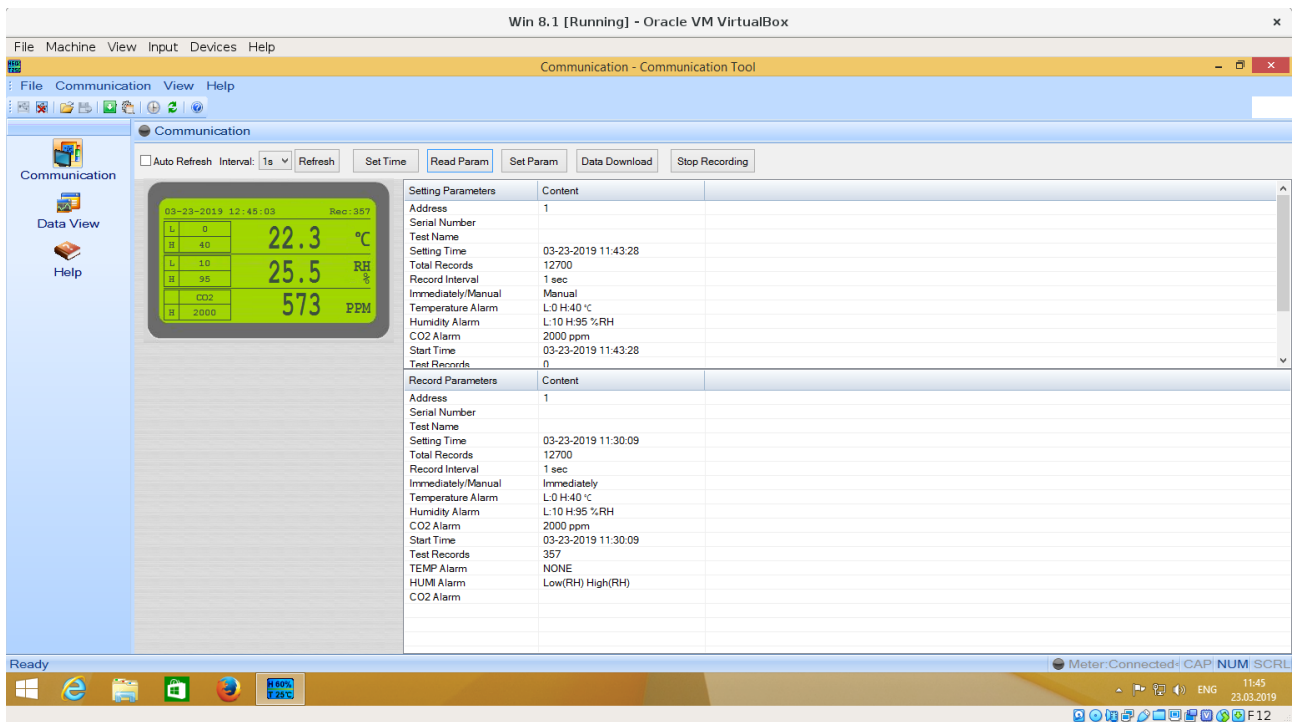 Win 8.1 [Running] - Oracle VM VirtualBox
File Machine View Input Devices Help
Communication - Communication Tool
File Communication View Help
Communication
Communication
Data View
Help
Auto Refresh Interval: 1s Refresh Set Time Read Param Set Param Data Download Stop Recording
03-23-2019 12:45:03 Rec:357
L 0
H 40
22.3 °C
L 10
H 95
25.5 RH %
CO2
H 2000
573 PPM
Setting Parameters Content
Address 1
Serial Number
Test Name
Setting Time 03-23-2019 11:43:28
Total Records 12700
Record Interval 1 sec
Immediately/Manual Manual
Temperature Alarm L:0 H:40 °C
Humidity Alarm L:10 H:95 %RH
CO2 Alarm 2000 ppm
Start Time 03-23-2019 11:43:28
Test Records 0
Record Parameters Content
Address 1
Serial Number
Test Name
Setting Time 03-23-2019 11:30:09
Total Records 12700
Record Interval 1 sec
Immediately/Manual Immediately
Temperature Alarm L:0 H:40 °C
Humidity Alarm L:10 H:95 %RH
CO2 Alarm 2000 ppm
Start Time 03-23-2019 11:30:09
Test Records 357
TEMP Alarm NONE
HUMI Alarm Low(RH) High(RH)
CO2 Alarm
Ready Meter:Connected CAP NUM SCRL
H 60%
T 25°C
ENG 11:45
23.03.2019
F12